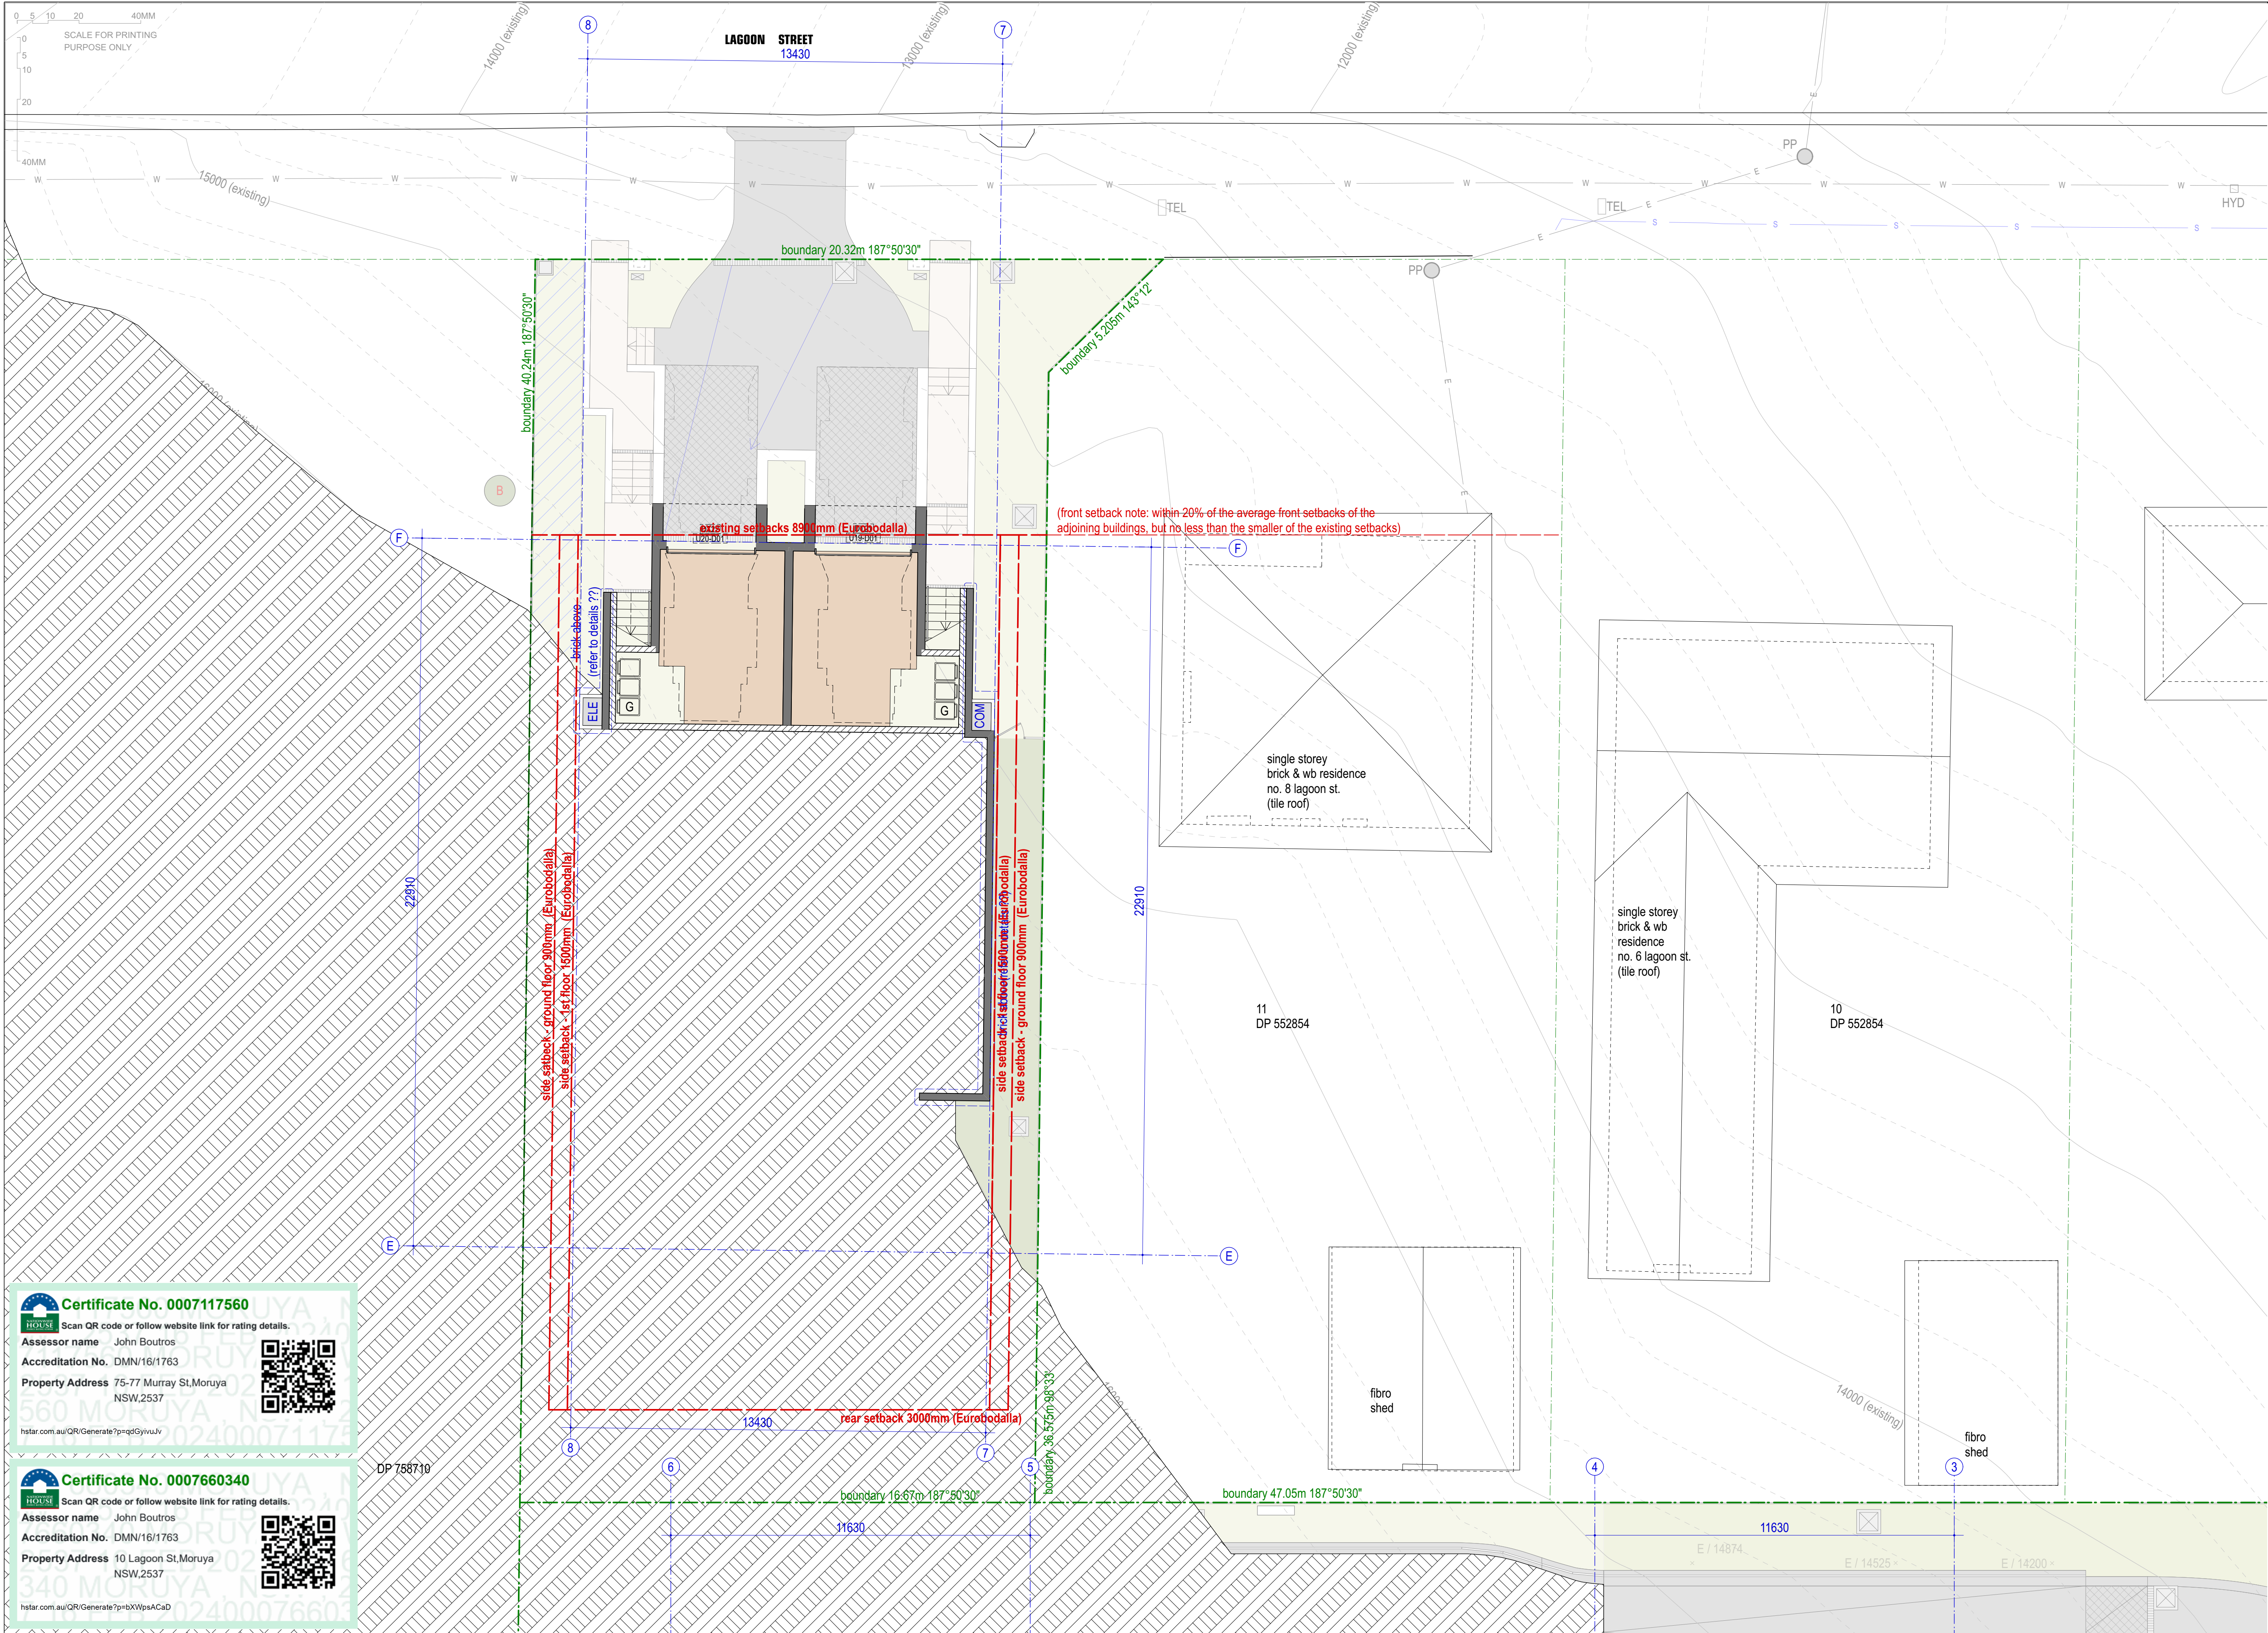 0 5 10 20 40MM
SCALE FOR PRINTING
PURPOSE ONLY
0
5
10
20
40MM
8
LAGOON STREET
13430
7
14000 (existing)
13000 (existing)
12000 (existing)
E
PP
W W W W W W W W W W W W W W W W W W W
15000 (existing)
E
TEL
TEL
E
HYD
S S S S S
E
boundary 20.32m 187°50'30"
PP
boundary 40.24m 187°50'30"
boundary 5.205m 143°12'
E
B
E
(front setback note: within 20% of the average front setbacks of the
adjoining buildings, but no less than the smaller of the existing setbacks)
existing setbacks 8900mm (Eurobodalla)
U20-D01
U19-D01
F
F
brick above
(refer to details ??)
ELE
G
G
COM
single storey
brick & wb residence
no. 8 lagoon st.
(tile roof)
22910
22910
side satbeck - ground floor 900mm (Eurobodalla)
side setback - 1st floor 1500mm (Eurobodalla)
side setback - ground floor 900mm (Eurobodalla)
single storey
brick & wb
residence
no. 6 lagoon st.
(tile roof)
11
DP 552854
10
DP 552854
E
E
fibro
shed
14000 (existing)
fibro
shed
rear setback 3000mm (Eurobodalla)
13430
8
7
boundary 36.575m 98°33'
DP 758710
6
5
4
3
boundary 16.67m 187°50'30"
boundary 47.05m 187°50'30"
11630
11630
E / 14874
E / 14525
E / 14200
Certificate No. 0007117560
Scan QR code or follow website link for rating details.
HOUSE
Assessor name John Boutros
Accreditation No. DMN/16/1763
Property Address 75-77 Murray St,Moruya
NSW,2537
hstar.com.au/QR/Generate?p=qdGyivuJv
Certificate No. 0007660340
Scan QR code or follow website link for rating details.
HOUSE
Assessor name John Boutros
Accreditation No. DMN/16/1763
Property Address 10 Lagoon St,Moruya
NSW,2537
hstar.com.au/QR/Generate?p=bXWpsACaD